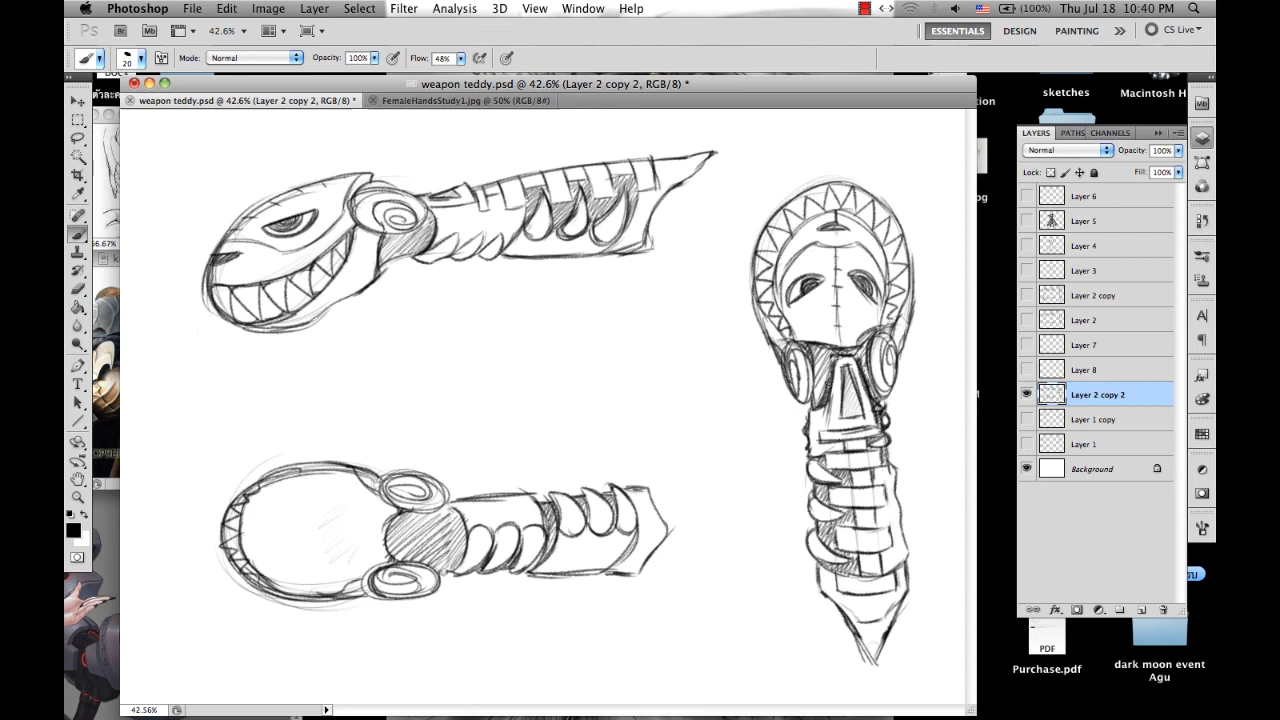 Photoshop File Edit Image Layer Select Filter Analysis 3D View Window Help (100%) Thu Jul 18 10:40 PM
Ps Br Mb 42.6% ESSENTIALS DESIGN PAINTING CS Live
20 Mode: Normal Opacity: 100% Flow: 48%
weapon teddy.psd @ 42.6% (Layer 2 copy 2, RGB/8) *
weapon teddy.psd @ 42.6% (Layer 2 copy 2, RGB/8) * FemaleHandsStudy1.jpg @ 50% (RGB/8#)
sketches Macintosh H
LAYERS PATHS CHANNELS
Normal Opacity: 100%
Lock: Fill: 100%
Layer 6
Layer 5
Layer 4
Layer 3
Layer 2 copy
Layer 2
Layer 7
Layer 8
Layer 2 copy 2
Layer 1 copy
Layer 1
Background
fx
PDF
Purchase.pdf
dark moon event
Agu
42.56%